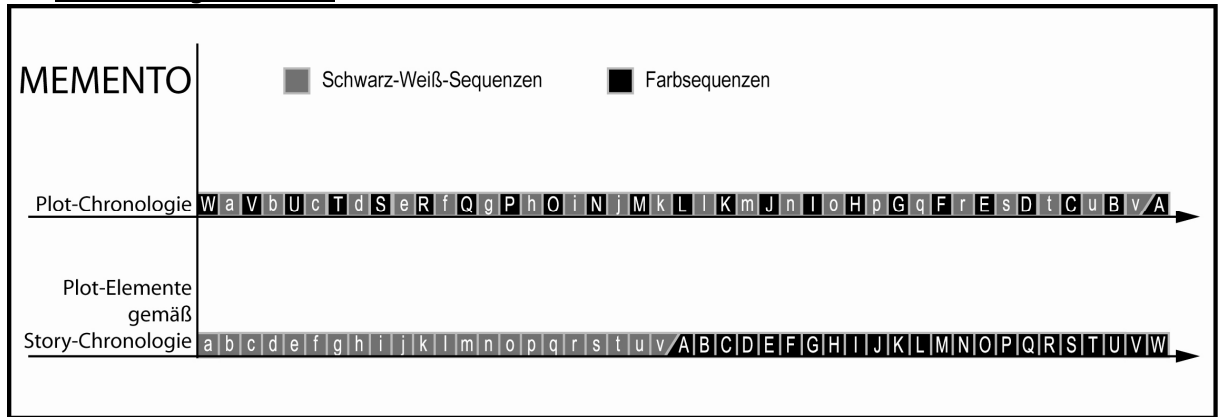 MEMENTO
Schwarz-Weiß-Sequenzen
Farbsequenzen
Plot-Chronologie
W a V b U c T d S e R f Q g P h O i N j M k L l K m J n I o H p G q F r E s D t C u B v A
Plot-Elemente
gemäß
Story-Chronologie
a b c d e f g h i j k l m n o p q r s t u v A B C D E F G H I J K L M N O P Q R S T U V W